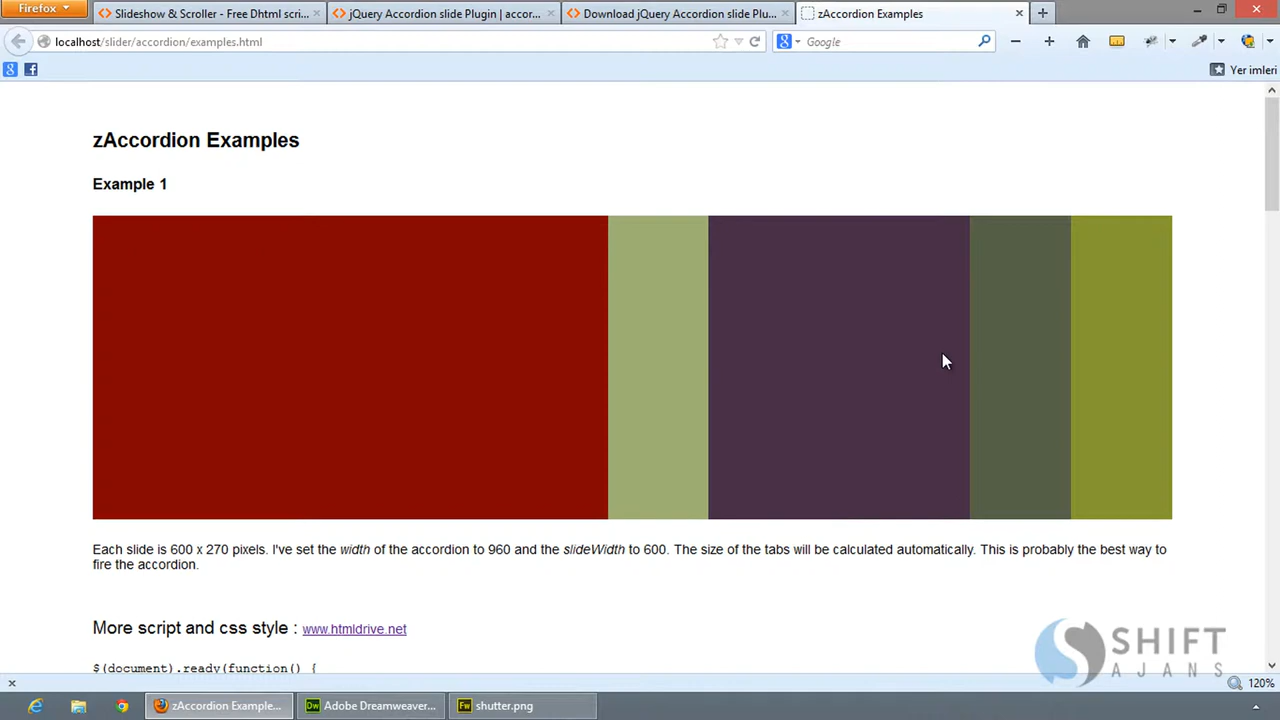 Firefox
Slideshow & Scroller - Free Dhtml scri...
jQuery Accordion slide Plugin | accor...
Download jQuery Accordion slide Plu...
zAccordion Examples
localhost/slider/accordion/examples.html
Google
Yer imleri
zAccordion Examples
Example 1
Each slide is 600 x 270 pixels. I've set the width of the accordion to 960 and the slideWidth to 600. The size of the tabs will be calculated automatically. This is probably the best way to
fire the accordion.
More script and css style : www.htmldrive.net
$(document).ready(function() {
SHIFT
AJANS
120%
zAccordion Example...
Adobe Dreamweaver...
shutter.png